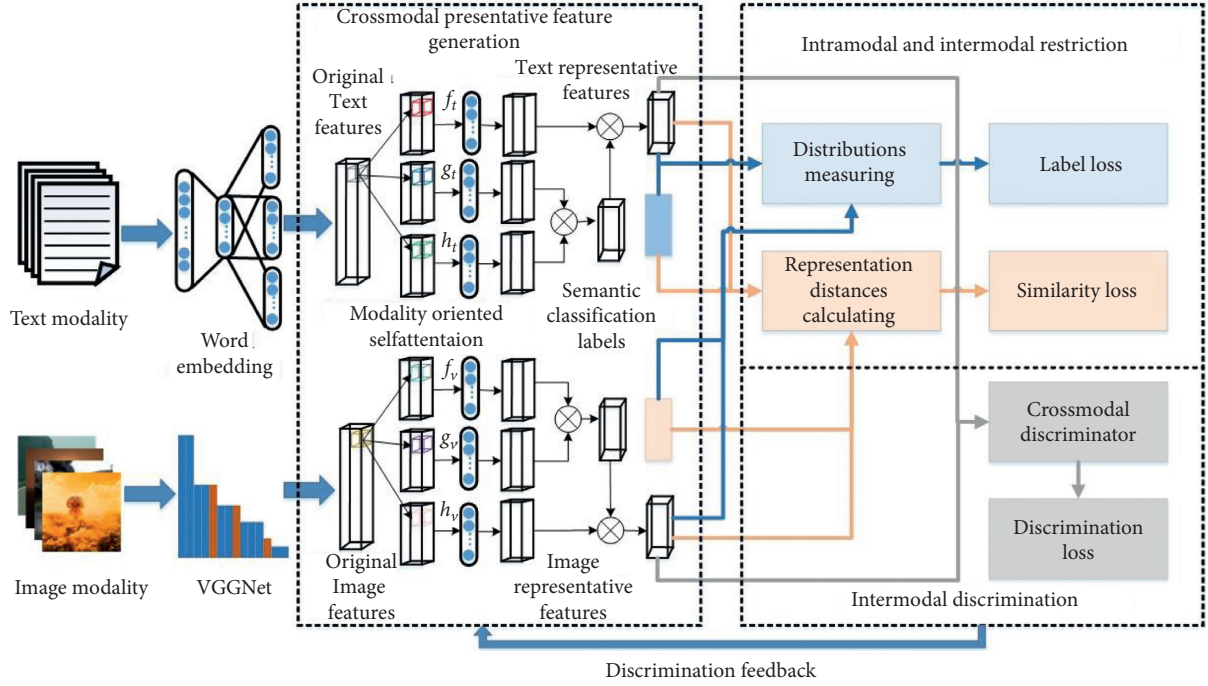 Crossmodal presentative feature
generation
Intramodal and intermodal restriction
Original
Text
features
Text representative
features
f_t
g_t
h_t
Distributions
measuring
Label loss
Representation
distances
calculating
Similarity loss
Text modality
Word
embedding
Modality oriented
selfattentaion
Semantic
classification
labels
f_v
g_v
h_v
Crossmodal
discriminator
Discrimination
loss
Image modality
VGGNet
Original
Image
features
Image
representative
features
Intermodal discrimination
Discrimination feedback